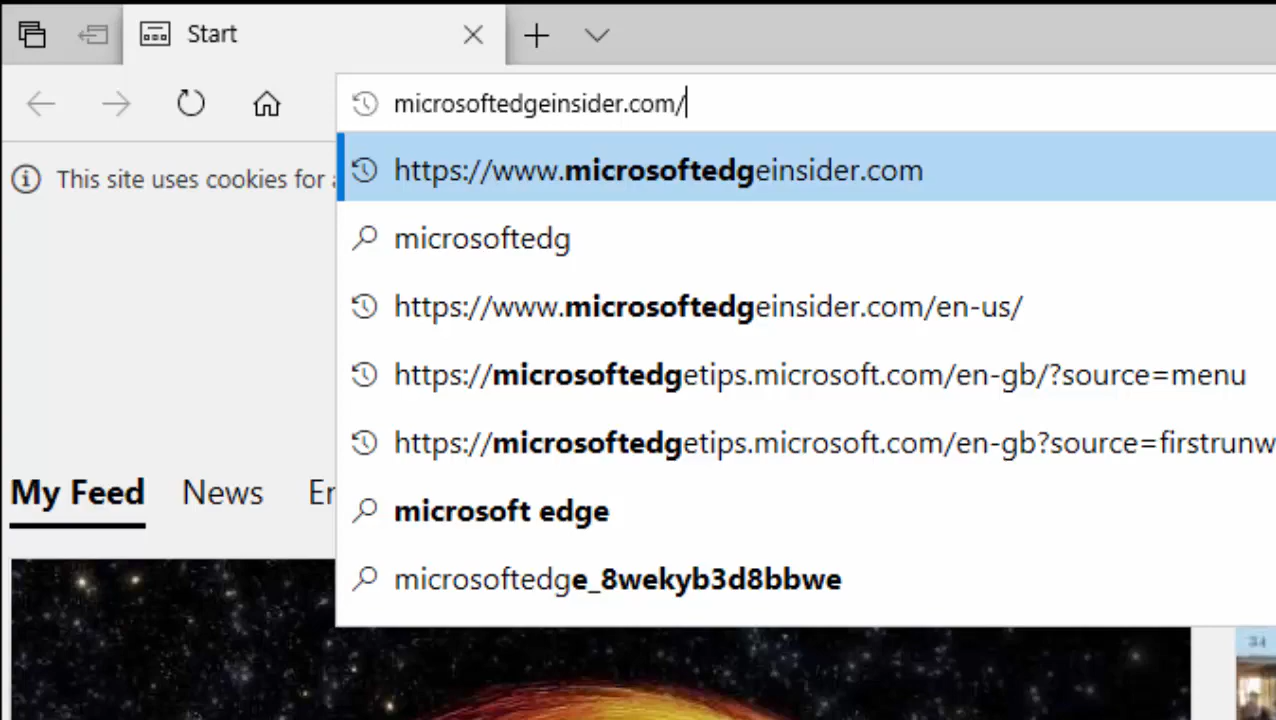 Start
microsoftedgeinsider.com/
https://www.microsoftedgeinsider.com
This site uses cookies for
microsoftedg
https://www.microsoftedgeinsider.com/en-us/
https://microsoftedgetips.microsoft.com/en-gb/?source=menu
https://microsoftedgetips.microsoft.com/en-gb?source=firstrunw
My Feed News
microsoft edge
microsoftedge_8wekyb3d8bbwe